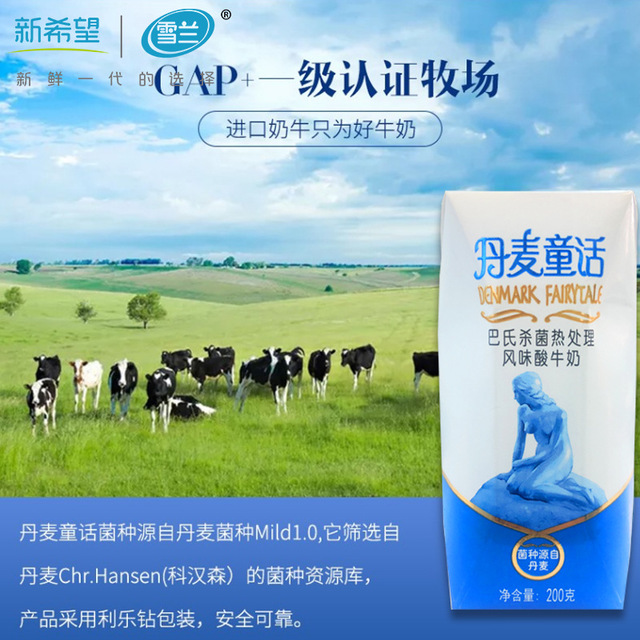 新希望 | 雪兰®
新鲜一代的选择
GAP+一级认证牧场
进口奶牛只为好牛奶
丹麦童话
DENMARK FAIRYTALE
巴氏杀菌热处理
风味酸牛奶
菌种源自
丹麦
净含量：200克
丹麦童话菌种源自丹麦菌种Mild1.0,它筛选自
丹麦Chr.Hansen(科汉森）的菌种资源库，
产品采用利乐钻包装，安全可靠。